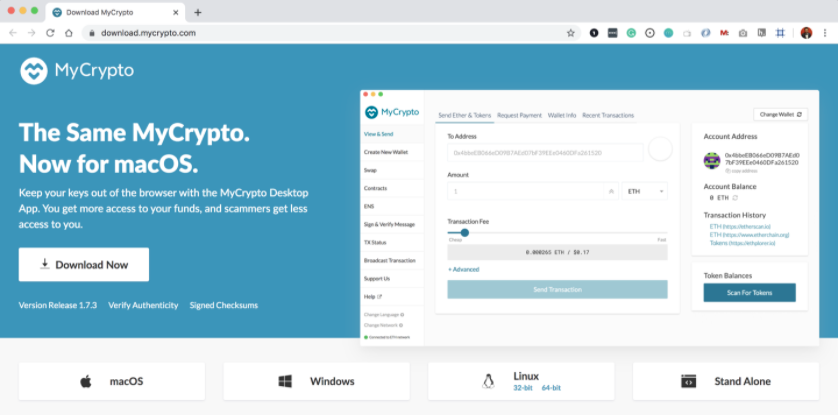 Download MyCrypto
download.mycrypto.com
MyCrypto
The Same MyCrypto.
Now for macOS.
Keep your keys out of the browser with the MyCrypto Desktop
App. You get more access to your funds, and scammers get less
access to you.
Download Now
Version Release 1.7.3 Verify Authenticity Signed Checksums
MyCrypto
View & Send
Create New Wallet
Swap
Contracts
ENS
Sign & Verify Message
TX Status
Broadcast Transaction
Support Us
Help
Change Language
Change Network
Connected to ETH network
Send Ether & Tokens Request Payment Wallet Info Recent Transactions
Change Wallet
To Address
Amount
1
ETH
Transaction Fee
Cheap Fast
0.000265 ETH / $0.17
+ Advanced
Send Transaction
Account Address
copy address
Account Balance
0 ETH
Transaction History
ETH (https://etherscan.io)
ETH (https://www.etherchain.org)
Tokens (https://ethplorer.io)
Token Balances
Scan For Tokens
macOS
Windows
Linux
32-bit 64-bit
Stand Alone